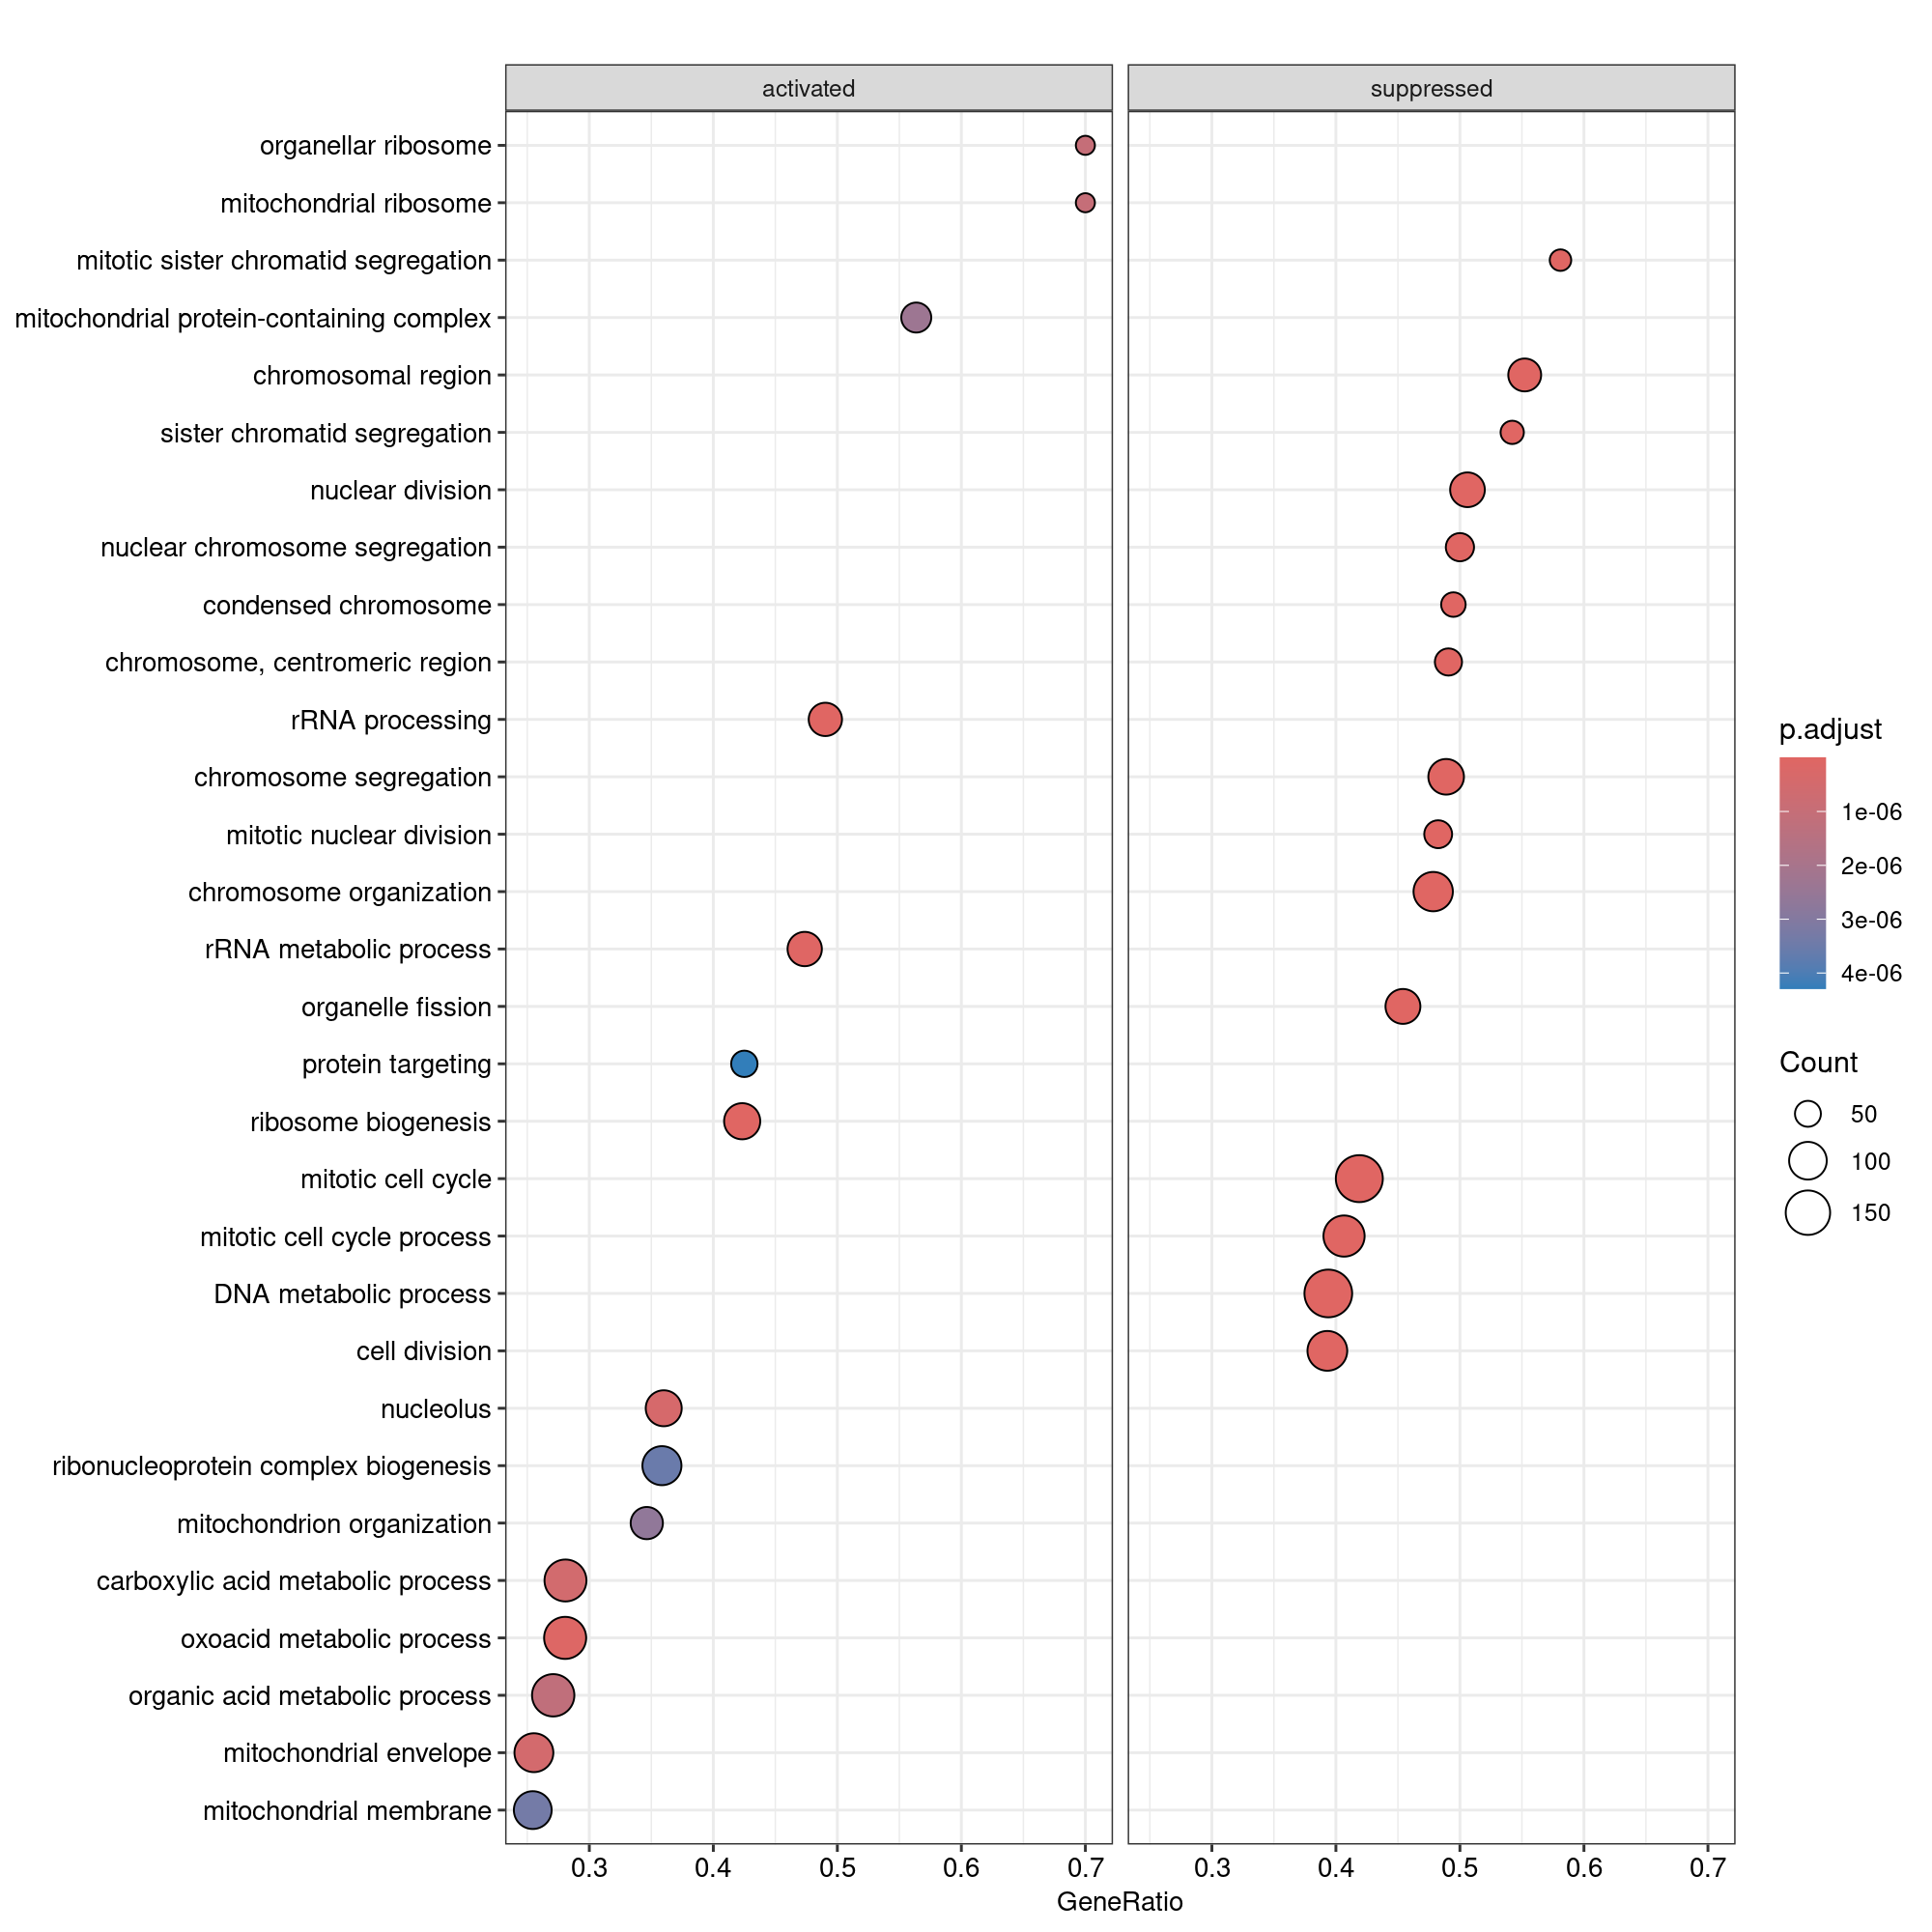 activated
suppressed
organellar ribosome
mitochondrial ribosome
mitotic sister chromatid segregation
mitochondrial protein-containing complex
chromosomal region
sister chromatid segregation
nuclear division
nuclear chromosome segregation
condensed chromosome
chromosome, centromeric region
rRNA processing
chromosome segregation
mitotic nuclear division
chromosome organization
rRNA metabolic process
organelle fission
protein targeting
ribosome biogenesis
mitotic cell cycle
mitotic cell cycle process
DNA metabolic process
cell division
nucleolus
ribonucleoprotein complex biogenesis
mitochondrion organization
carboxylic acid metabolic process
oxoacid metabolic process
organic acid metabolic process
mitochondrial envelope
mitochondrial membrane
0.3 0.4 0.5 0.6 0.7
0.3 0.4 0.5 0.6 0.7
GeneRatio
p.adjust
1e-06
2e-06
3e-06
4e-06
Count
50
100
150